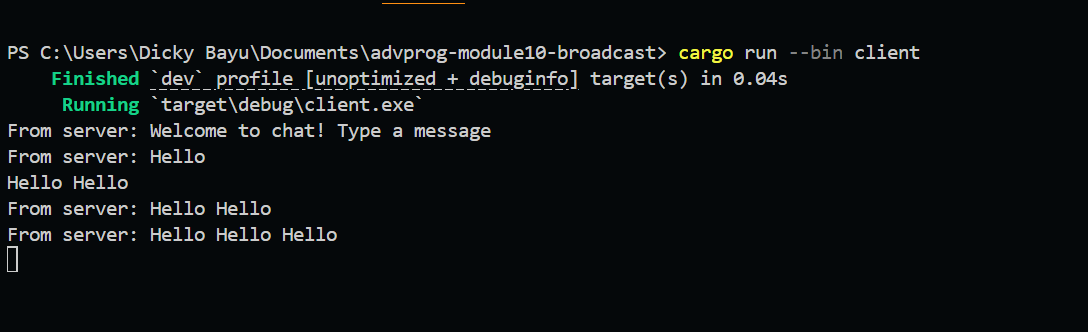 PS C:\Users\Dicky Bayu\Documents\advprog-module10-broadcast> cargo run --bin client
    Finished `dev` profile [unoptimized + debuginfo] target(s) in 0.04s
     Running `target\debug\client.exe`
From server: Welcome to chat! Type a message
From server: Hello
Hello Hello
From server: Hello Hello
From server: Hello Hello Hello